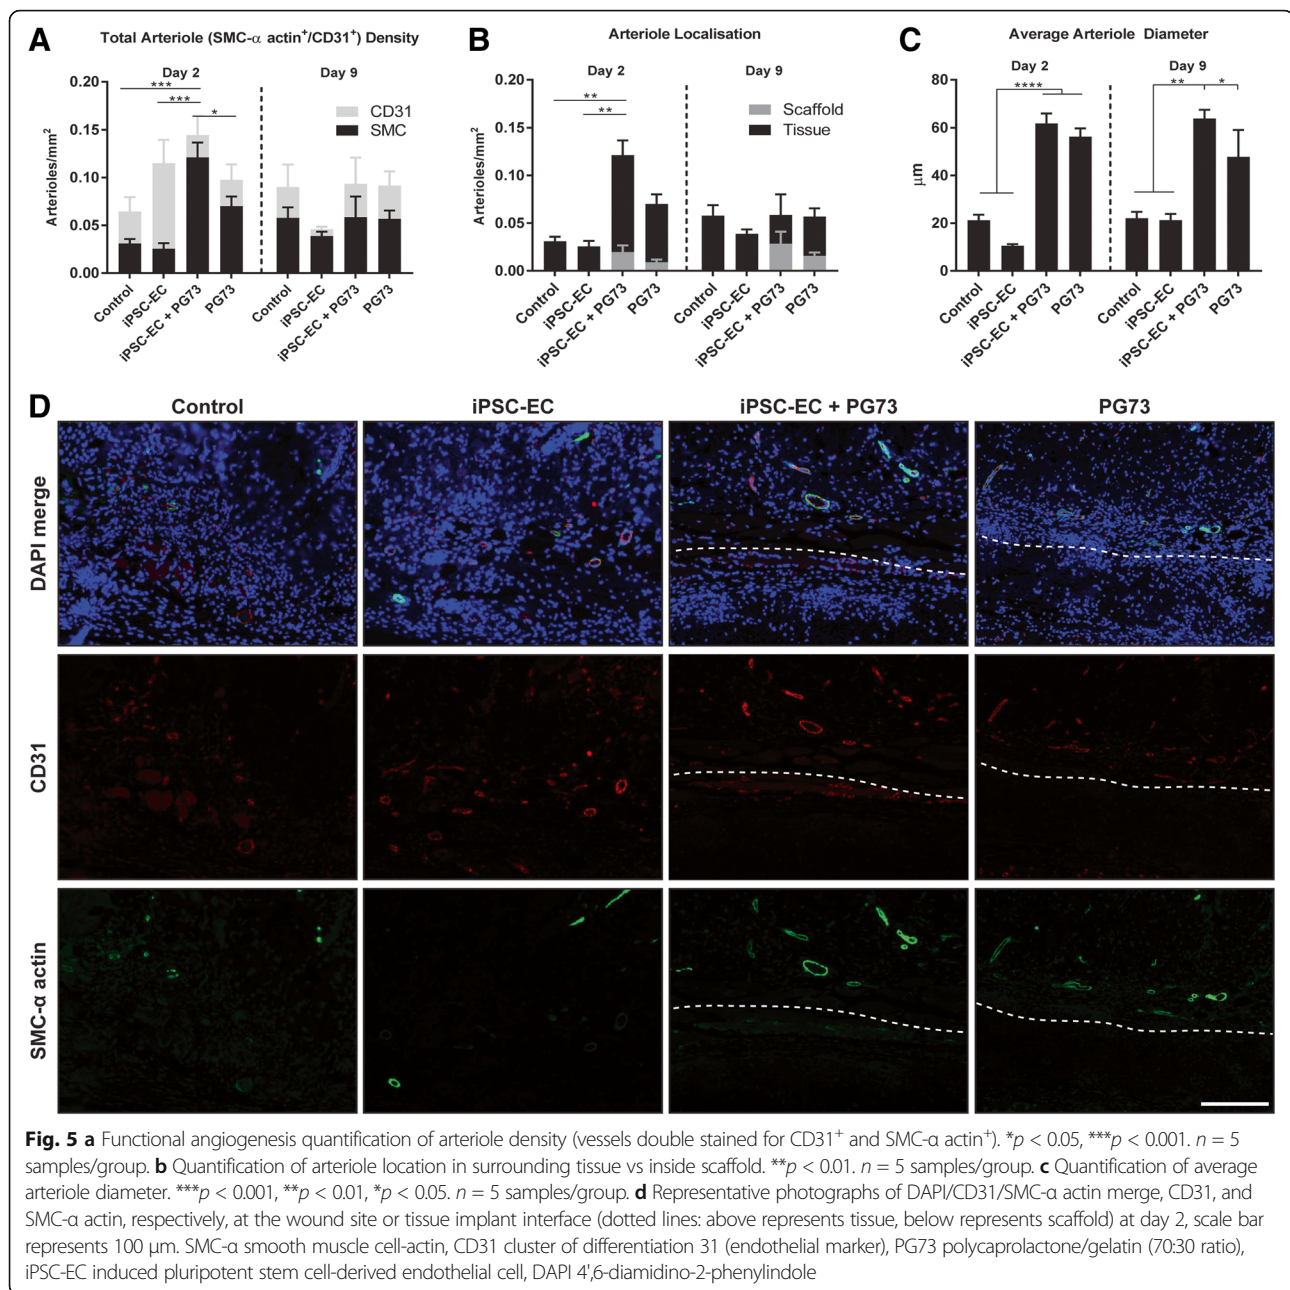 A
Total Arteriole (SMC-α actin⁺/CD31⁺) Density
Day 2
Day 9
Arterioles/mm²
0.20
0.15
0.10
0.05
0.00
***
***
*
CD31
SMC
Control
iPSC-EC
iPSC-EC + PG73
PG73
Control
iPSC-EC
iPSC-EC + PG73
PG73
B
Arteriole Localisation
Day 2
Day 9
Arterioles/mm²
0.20
0.15
0.10
0.05
0.00
**
**
Scaffold
Tissue
Control
iPSC-EC
iPSC-EC + PG73
PG73
Control
iPSC-EC
iPSC-EC + PG73
PG73
C
Average Arteriole Diameter
Day 2
Day 9
μm
80
60
40
20
0
****
**
*
Control
iPSC-EC
iPSC-EC + PG73
PG73
Control
iPSC-EC
iPSC-EC + PG73
PG73
D
Control
iPSC-EC
iPSC-EC + PG73
PG73
DAPI merge
CD31
SMC-α actin
Fig. 5 a Functional angiogenesis quantification of arteriole density (vessels double stained for CD31⁺ and SMC-α actin⁺). *p < 0.05, ***p < 0.001. n = 5
samples/group. b Quantification of arteriole location in surrounding tissue vs inside scaffold. **p < 0.01. n = 5 samples/group. c Quantification of average
arteriole diameter. ***p < 0.001, **p < 0.01, *p < 0.05. n = 5 samples/group. d Representative photographs of DAPI/CD31/SMC-α actin merge, CD31, and
SMC-α actin, respectively, at the wound site or tissue implant interface (dotted lines: above represents tissue, below represents scaffold) at day 2, scale bar
represents 100 μm. SMC-α smooth muscle cell-actin, CD31 cluster of differentiation 31 (endothelial marker), PG73 polycaprolactone/gelatin (70:30 ratio),
iPSC-EC induced pluripotent stem cell-derived endothelial cell, DAPI 4',6-diamidino-2-phenylindole